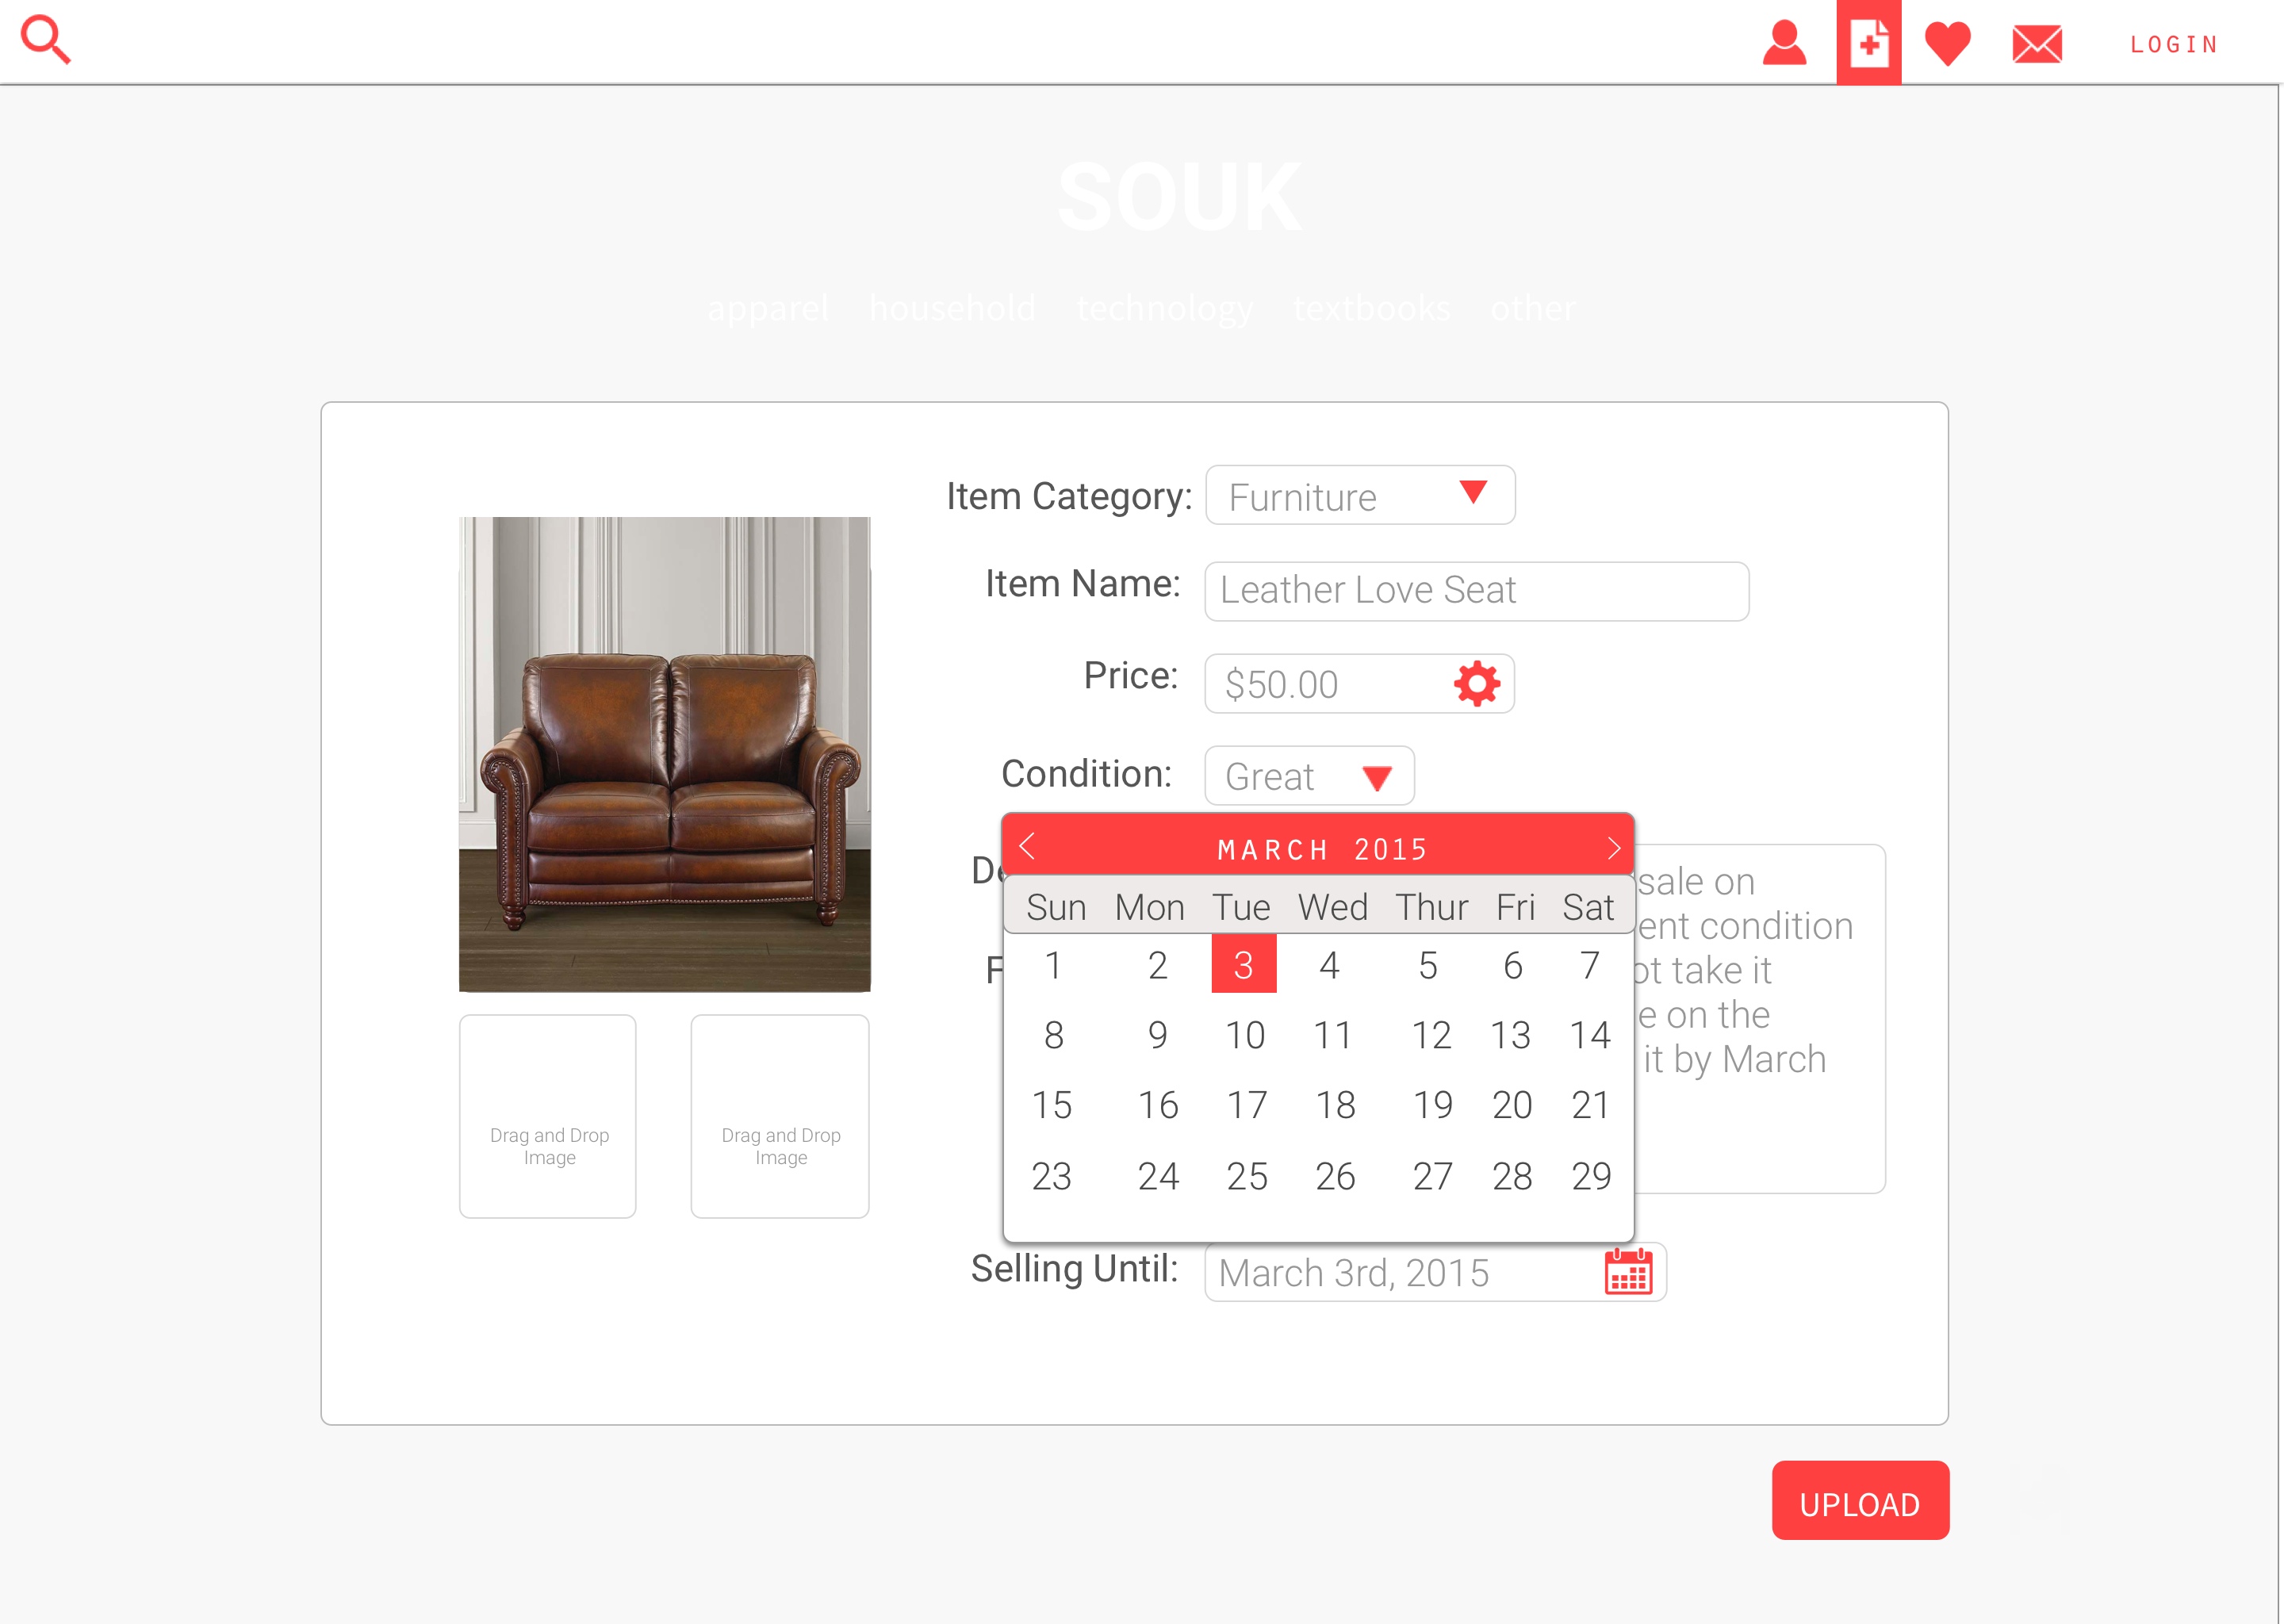 LOGIN
SOUK
apparel household technology textbooks other
Item Category: Furniture
Item Name: Leather Love Seat
Price: $50.00
Condition: Great
MARCH 2015
Sun Mon Tue Wed Thur Fri Sat
1 2 3 4 5 6 7
8 9 10 11 12 13 14
15 16 17 18 19 20 21
23 24 25 26 27 28 29
sale on
condition
take it
on the
it by March
Drag and Drop
Image
Drag and Drop
Image
Selling Until: March 3rd, 2015
UPLOAD